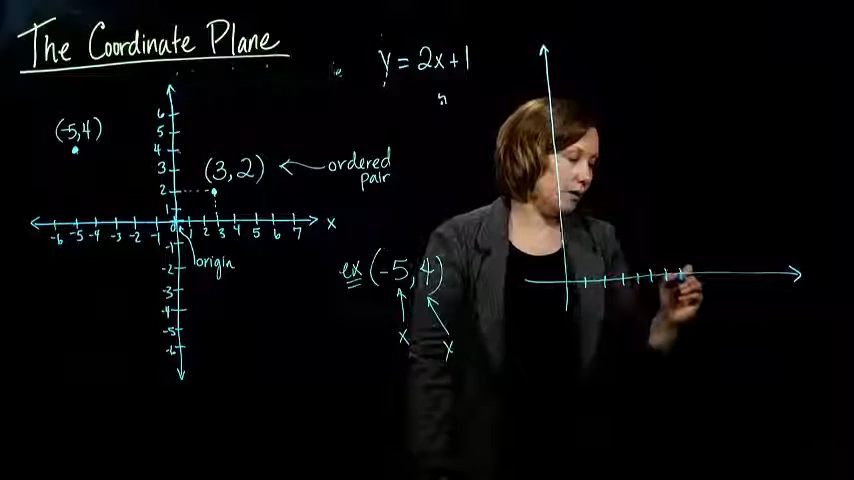 The Coordinate Plane
ie y = 2x+1
(-5,4)
(3,2) ← ordered pair
6
5
4
3
2
1
-6 -5 -4 -3 -2 -1 0 1 2 3 4 5 6 7 x
-1
-2
-3
-4
-5
-6
origin
ex (-5,4)
x
y